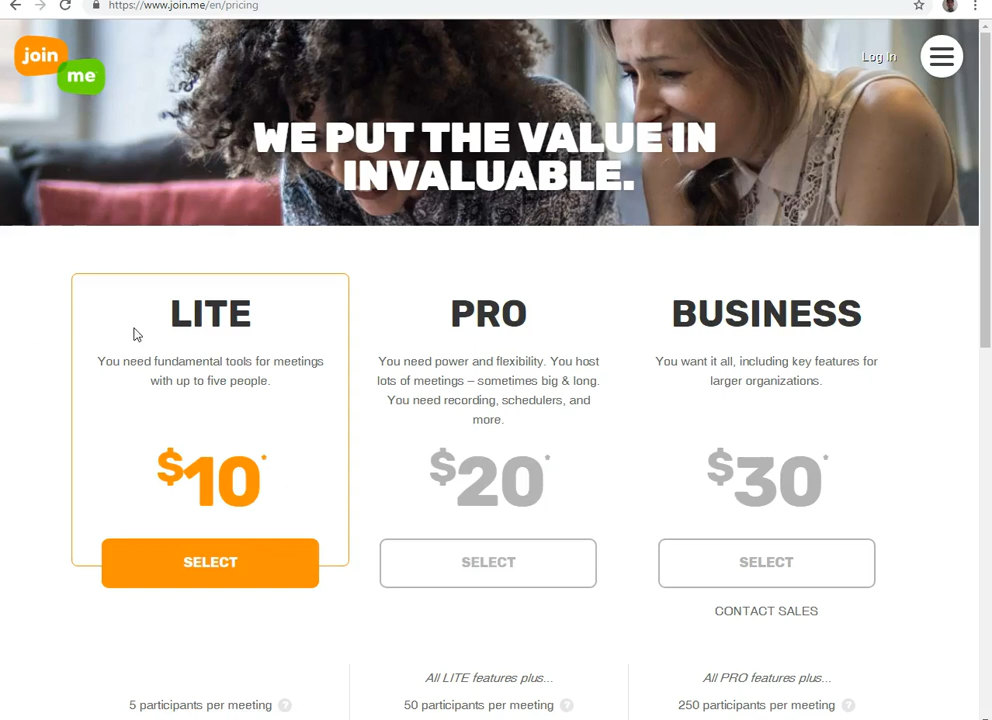 https://www.join.me/en/pricing
join
me
Log In
WE PUT THE VALUE IN
INVALUABLE.
LITE
You need fundamental tools for meetings
with up to five people.
$10*
SELECT
PRO
You need power and flexibility. You host
lots of meetings – sometimes big & long.
You need recording, schedulers, and
more.
$20*
SELECT
BUSINESS
You want it all, including key features for
larger organizations.
$30*
SELECT
CONTACT SALES
5 participants per meeting ?
All LITE features plus...
50 participants per meeting ?
All PRO features plus...
250 participants per meeting ?